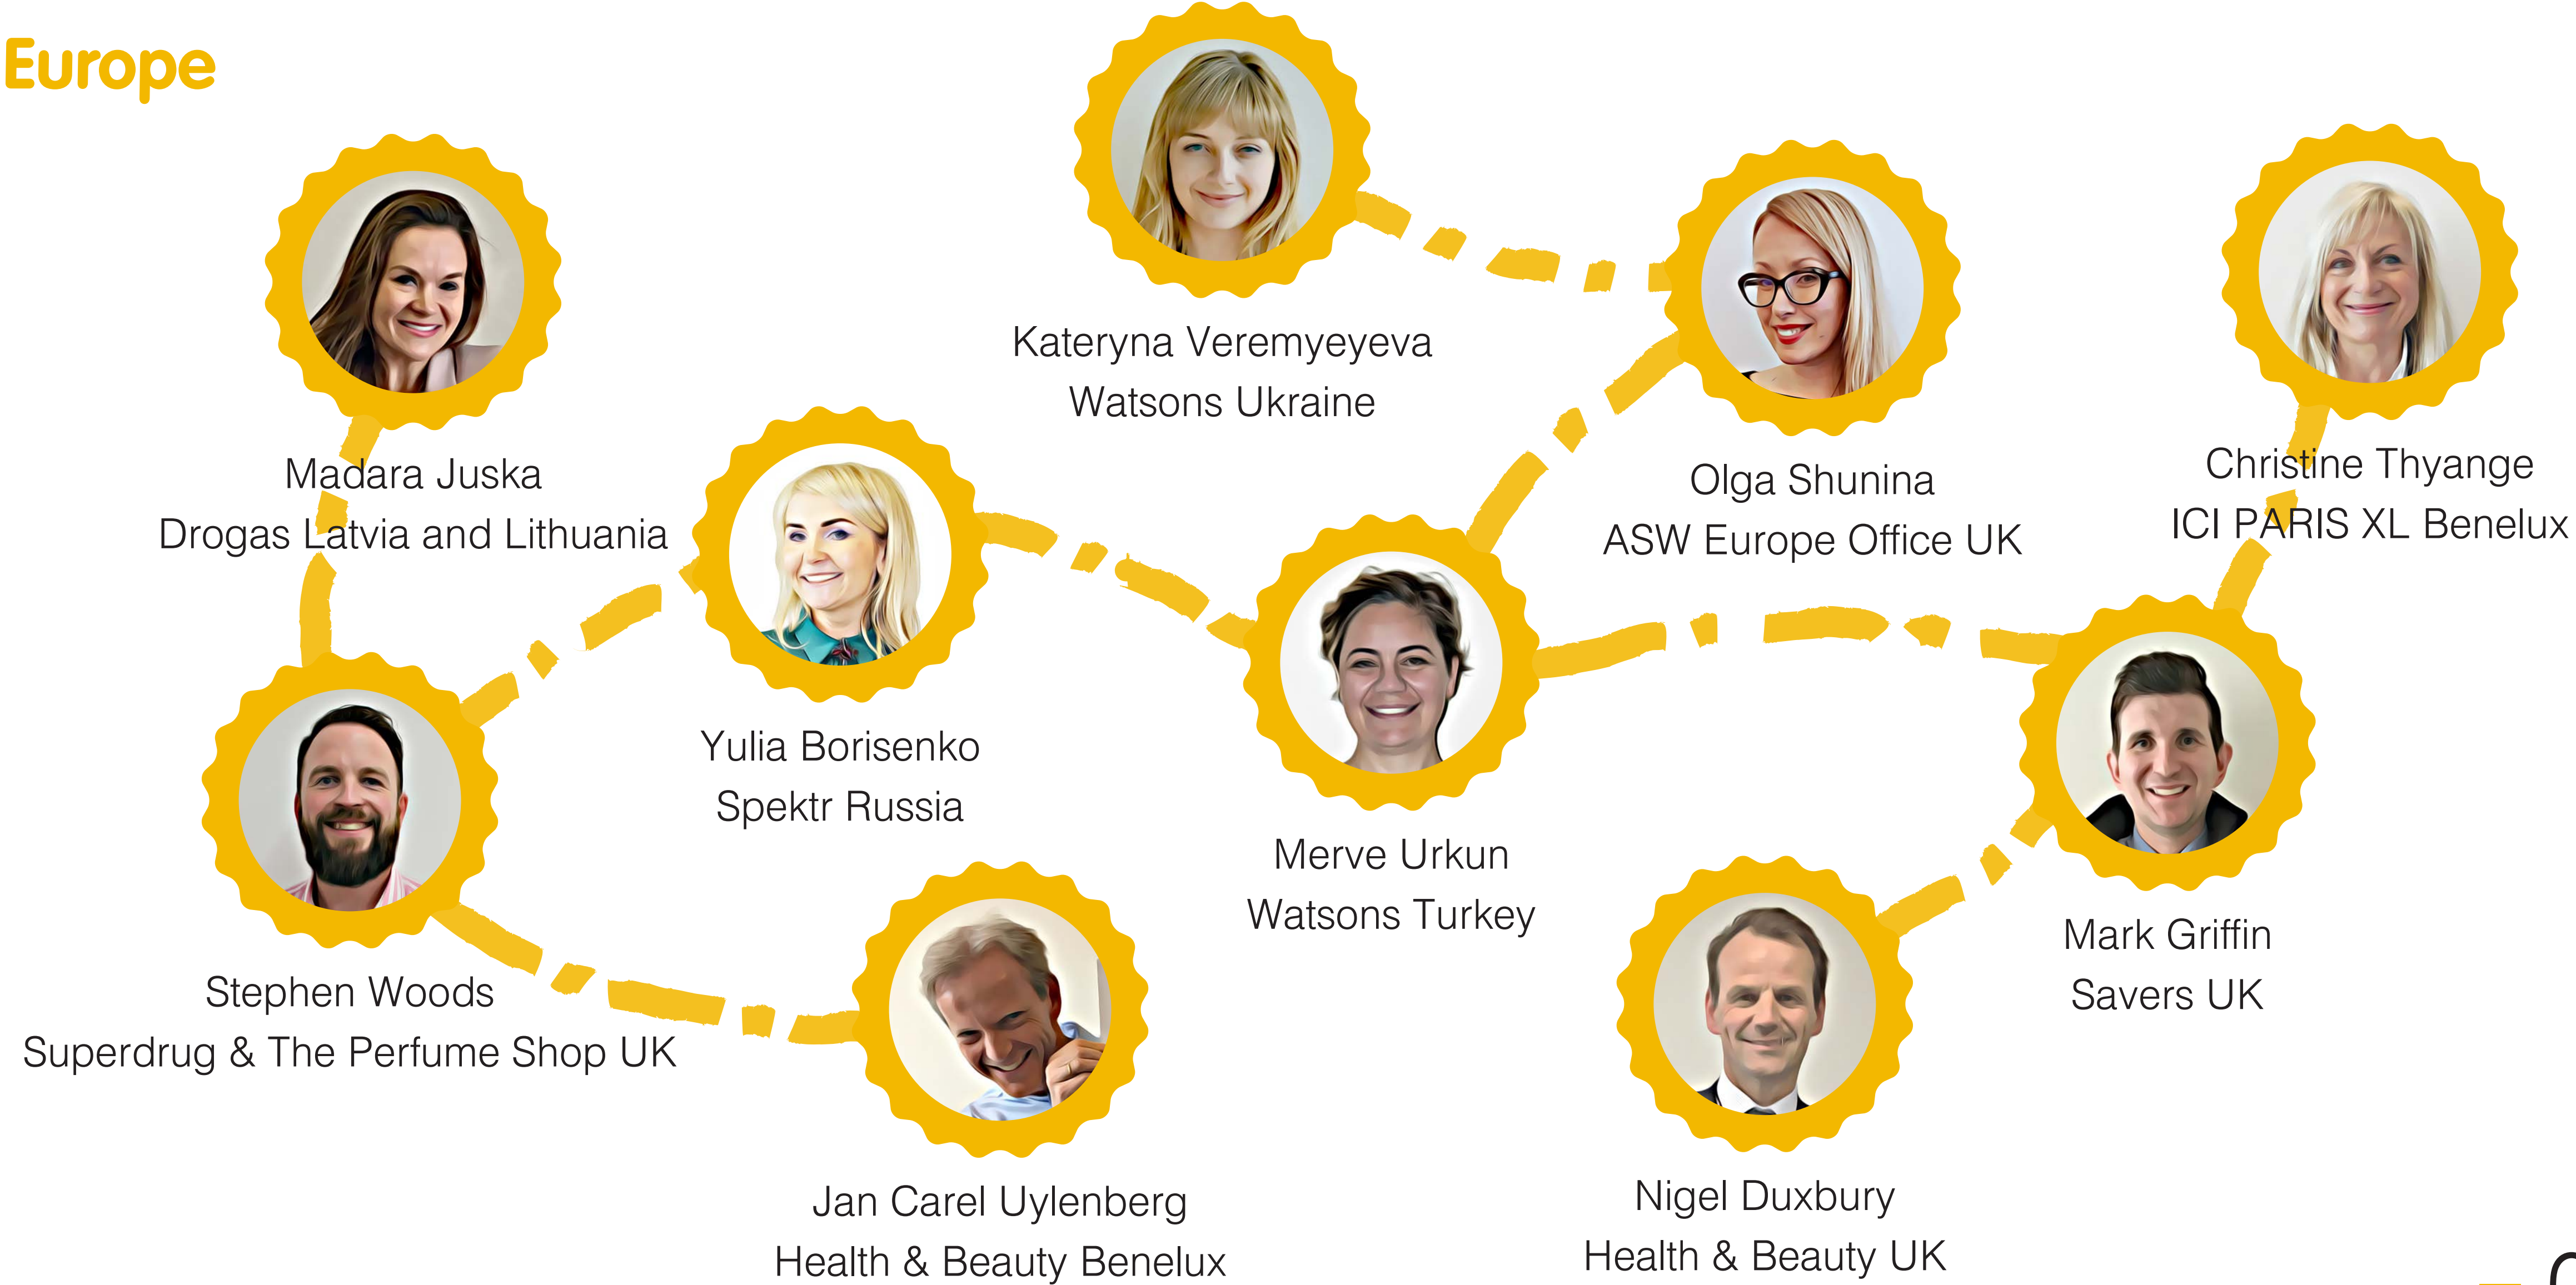 Europe
Kateryna Veremyeyeva
Watsons Ukraine
Madara Juska
Drogas Latvia and Lithuania
Olga Shunina
ASW Europe Office UK
Christine Thyange
ICI PARIS XL Benelux
Yulia Borisenko
Spektr Russia
Merve Urkun
Watsons Turkey
Mark Griffin
Savers UK
Stephen Woods
Superdrug & The Perfume Shop UK
Jan Carel Uylenberg
Health & Beauty Benelux
Nigel Duxbury
Health & Beauty UK